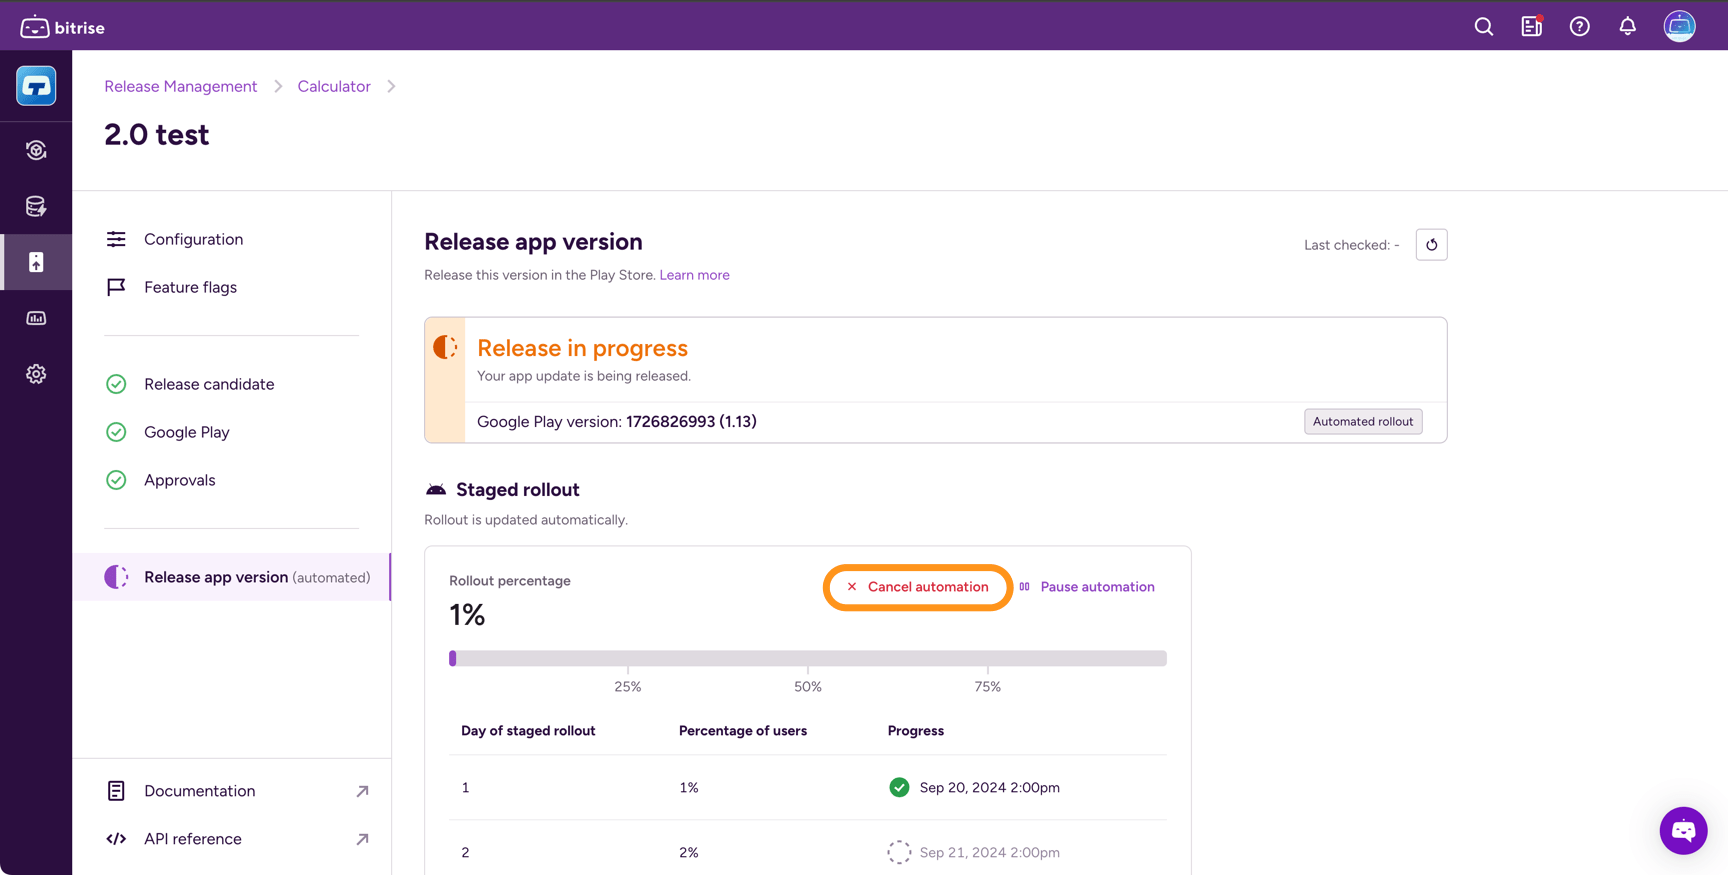 bitrise
Release Management
Calculator
2.0 test
Configuration
Feature flags
Release candidate
Google Play
Approvals
Release app version (automated)
Documentation
API reference
Release app version
Last checked: -
Release this version in the Play Store. Learn more
Release in progress
Your app update is being released.
Google Play version: 1726826993 (1.13)
Automated rollout
Staged rollout
Rollout is updated automatically.
Rollout percentage
Cancel automation
Pause automation
1%
25%
50%
75%
Day of staged rollout
Percentage of users
Progress
1
1%
Sep 20, 2024 2:00pm
2
2%
Sep 21, 2024 2:00pm